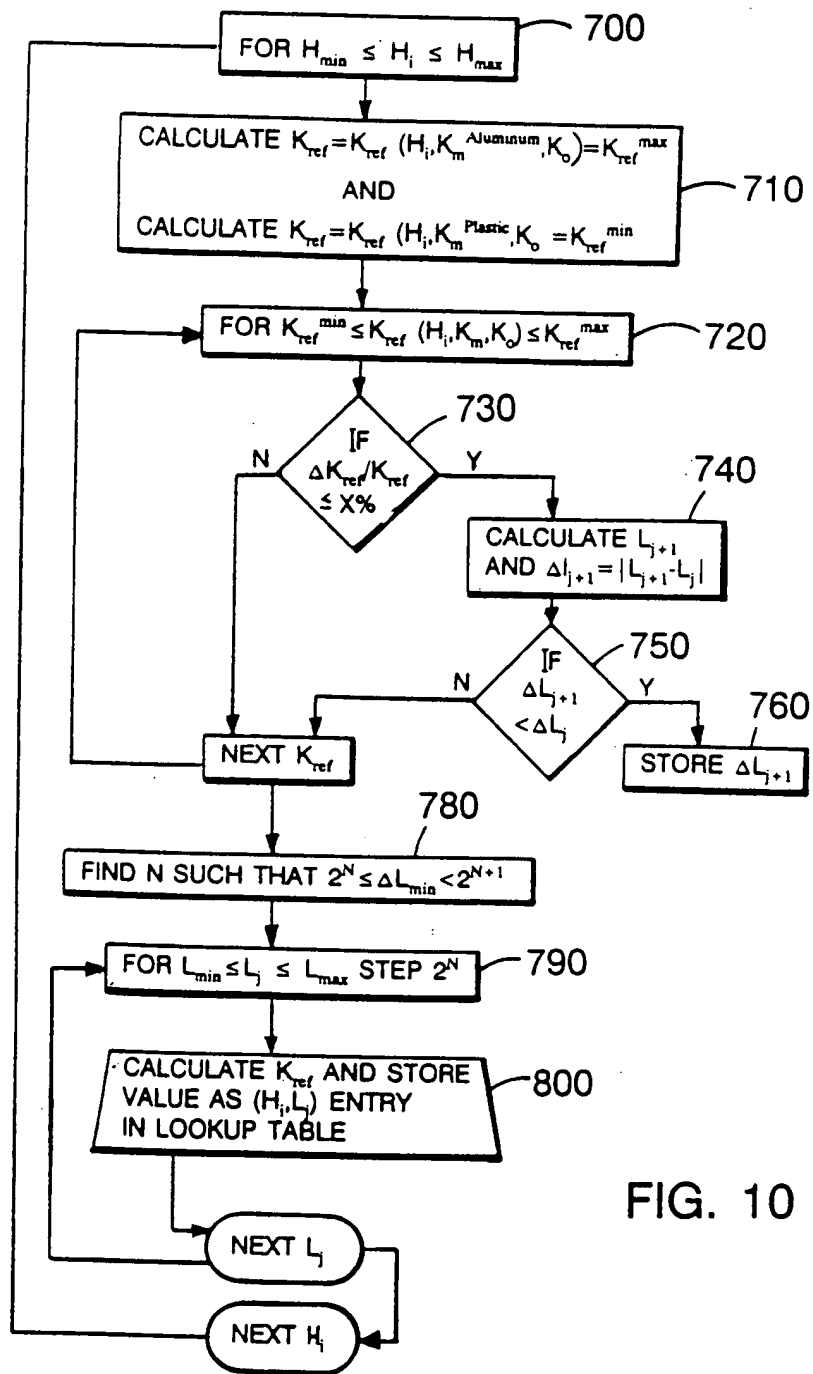 700
FOR H_min ≤ H_i ≤ H_max
CALCULATE K_ref=K_ref (H_i,K_m^Aluminum,K_o)=K_ref^max
AND
CALCULATE K_ref=K_ref (H_i,K_m^Plastic,K_o =K_ref^min
710
FOR K_ref^min ≤ K_ref (H_i,K_m,K_o) ≤ K_ref^max
720
730
IF
ΔK_ref/K_ref
≤ X%
N
Y
740
CALCULATE L_j+1
AND Δl_j+1=|L_j+1-L_j|
750
IF
ΔL_j+1
<ΔL_j
N
Y
760
STORE ΔL_j+1
NEXT K_ref
780
FIND N SUCH THAT 2^N ≤ ΔL_min < 2^N+1
FOR L_min ≤ L_j ≤ L_max STEP 2^N
790
CALCULATE K_ref AND STORE
VALUE AS (H_i,L_j) ENTRY
IN LOOKUP TABLE
800
NEXT L_j
NEXT H_i
FIG. 10